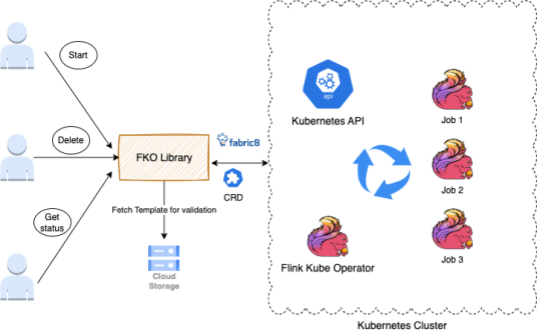 Start
Delete
Get
status
FKO Library
fabric8
CRD
Fetch Template for validation
Cloud
Storage
api
Kubernetes API
Job 1
Job 2
Job 3
Flink Kube Operator
Kubernetes Cluster